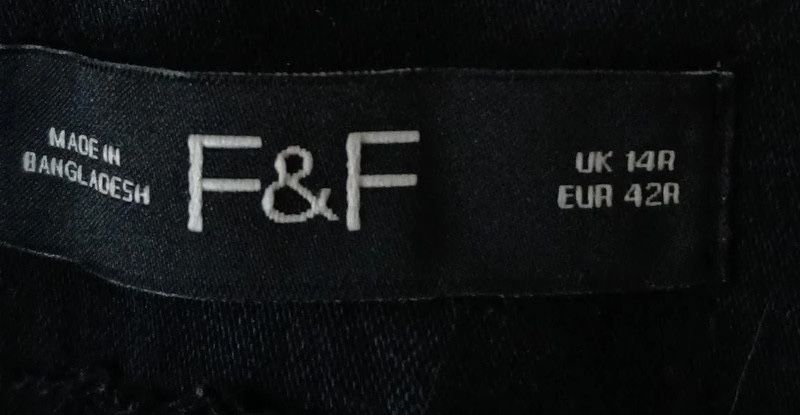 MADE IN
BANGLADESH
F&F
UK 14R
EUR 42R